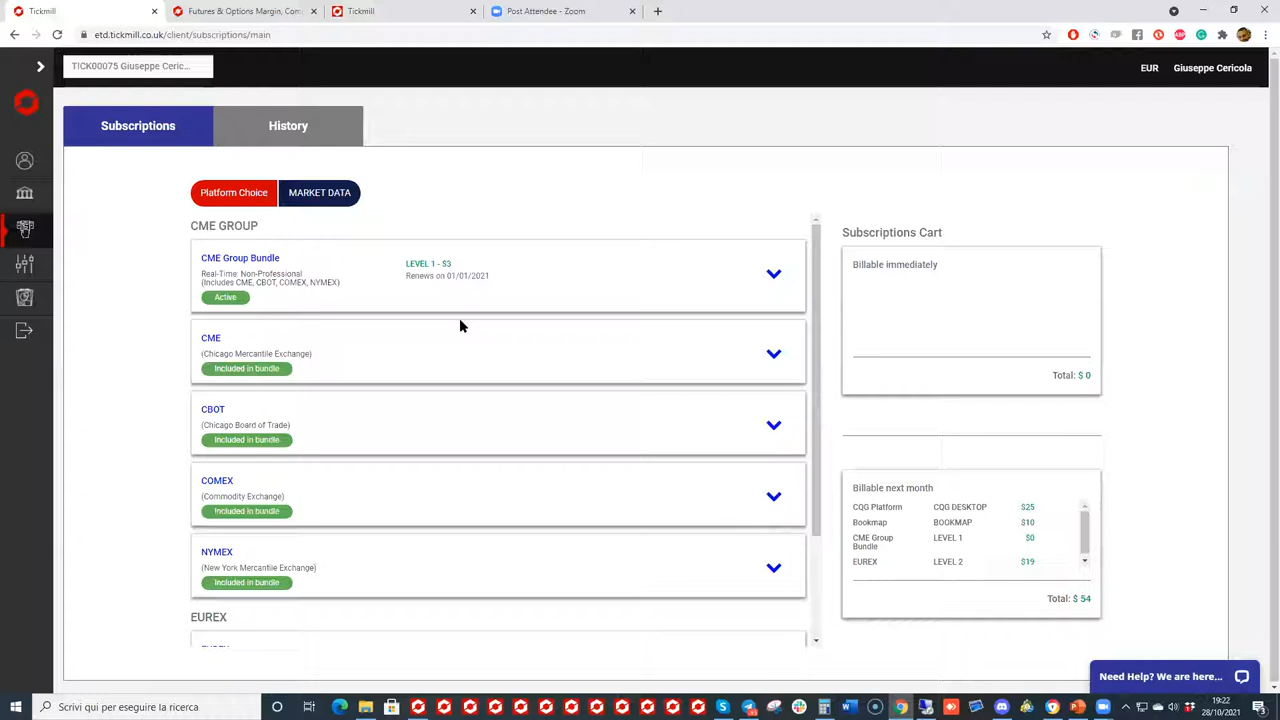 Tickmill
Futures & Options Margin, Con
Tickmill
Post Attendee - Zoom
etd.tickmill.co.uk/client/subscriptions/main
TICK00075 Giuseppe Ceric...
EUR
Giuseppe Cericola
Subscriptions
History
Platform Choice
MARKET DATA
CME GROUP
CME Group Bundle
Real-Time: Non-Professional
(Includes CME, CBOT, COMEX, NYMEX)
Active
LEVEL 1 - $3
Renews on 01/01/2021
CME
(Chicago Mercantile Exchange)
Included in bundle
CBOT
(Chicago Board of Trade)
Included in bundle
COMEX
(Commodity Exchange)
Included in bundle
NYMEX
(New York Mercantile Exchange)
Included in bundle
EUREX
Subscriptions Cart
Billable immediately
Total: $ 0
Billable next month
CQG Platform CQG DESKTOP $25
Bookmap BOOKMAP $10
CME Group Bundle LEVEL 1 $0
EUREX LEVEL 2 $19
Total: $ 54
Need Help? We are here...
Scrivi qui per eseguire la ricerca
19:22
28/10/2021